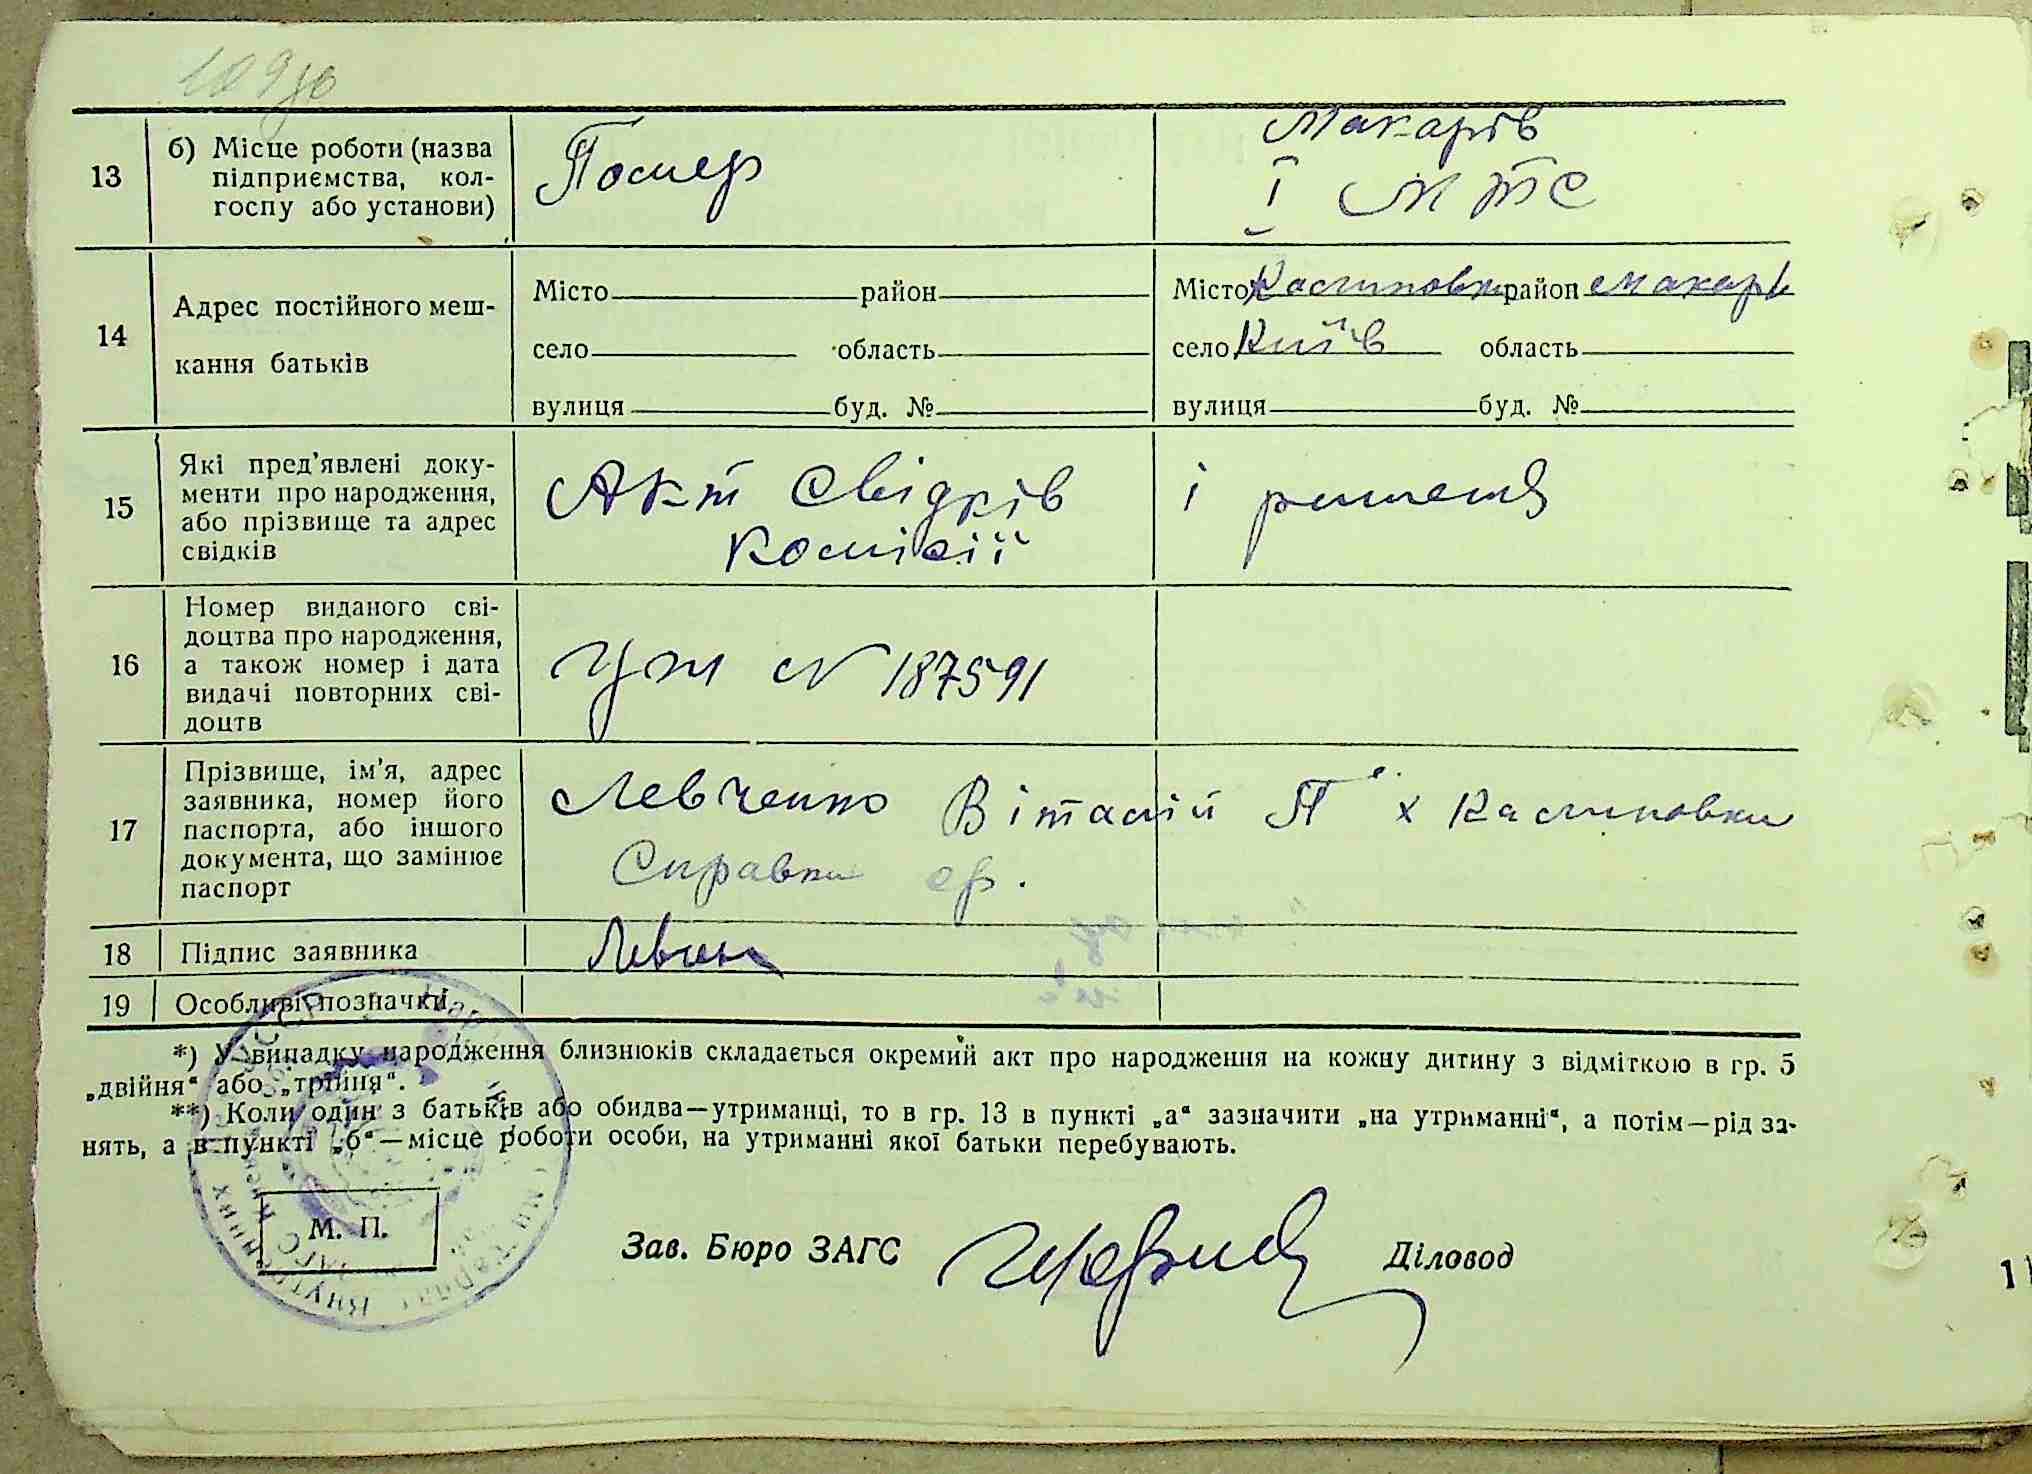 109
13
б) Місце роботи (назва
підприємства, кол-
госпу або установи)
Помер
Макарів
І МТС
14
Адрес постійного меш-
кання батьків
Місто район
село область
вулиця буд. №
Місто Калиновка район Макарів
село Київ область
вулиця буд. №
15
Які пред'явлені доку-
менти про народження,
або прізвище та адрес
свідків
Акт свідків і решення
комісії
16
Номер виданого сві-
доцтва про народження,
а також номер і дата
видачі повторних сві-
доцтв
N 187591
17
Прізвище, ім'я, адрес
заявника, номер його
паспорта, або іншого
документа, що замінює
паспорт
Левченко Віталій П х Калиновка
Справка
18
Підпис заявника
19
Особливі позначки
*) У випадку народження близнюків складається окремий акт про народження на кожну дитину з відміткою в гр. 5
„двійня“ або „трійня“.
**) Коли один з батьків або обидва—утриманці, то в гр. 13 в пункті „а“ зазначити „на утриманні“, а потім—рід за-
нять, а в пункті „б“—місце роботи особи, на утриманні якої батьки перебувають.
М. П.
Зав. Бюро ЗАГС
Діловод